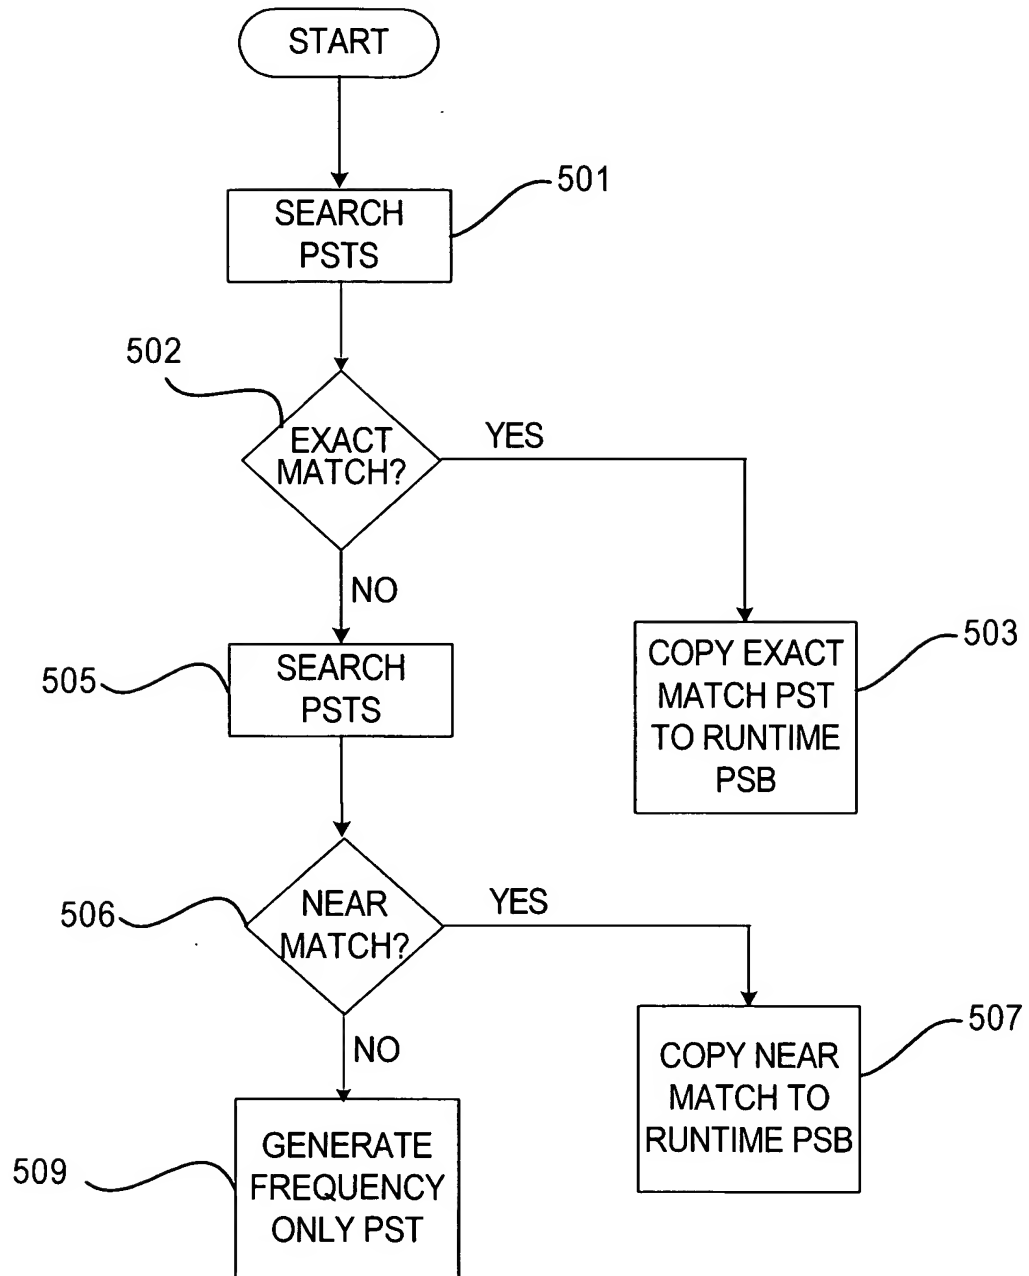 START
501
SEARCH
PSTS
502
EXACT
MATCH?
YES
NO
503
COPY EXACT
MATCH PST
TO RUNTIME
PSB
505
SEARCH
PSTS
506
NEAR
MATCH?
YES
NO
507
COPY NEAR
MATCH TO
RUNTIME PSB
509
GENERATE
FREQUENCY
ONLY PST